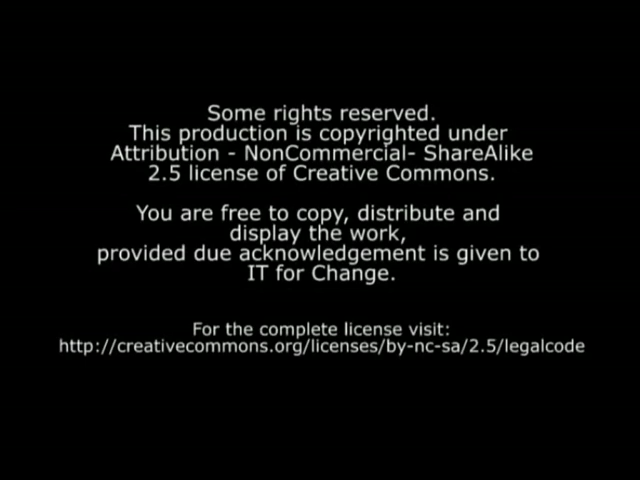 Some rights reserved.
This production is copyrighted under
Attribution - NonCommercial- ShareAlike
2.5 license of Creative Commons.
You are free to copy, distribute and
display the work,
provided due acknowledgement is given to
IT for Change.
For the complete license visit:
http://creativecommons.org/licenses/by-nc-sa/2.5/legalcode